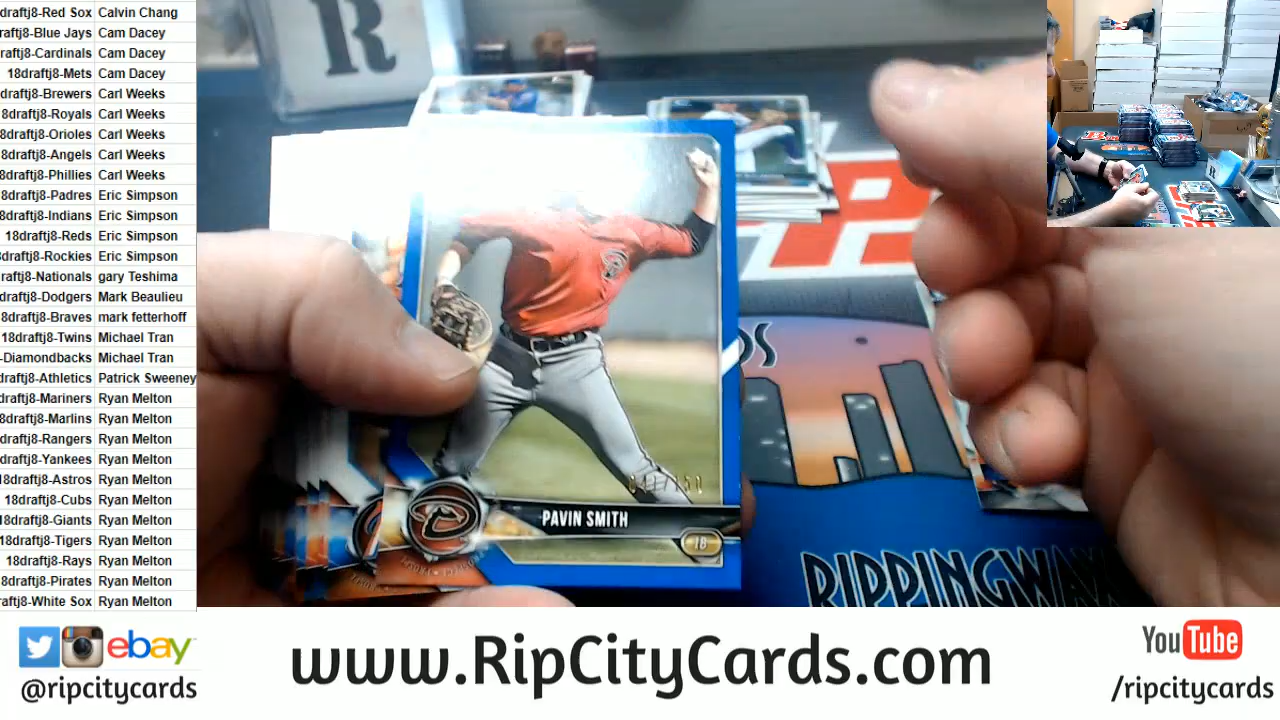 draftj8-Red Sox Calvin Chang
draftj8-Blue Jays Cam Dacey
raftj8-Cardinals Cam Dacey
18draftj8-Mets Cam Dacey
draftj8-Brewers Carl Weeks
8draftj8-Royals Carl Weeks
8draftj8-Orioles Carl Weeks
8draftj8-Angels Carl Weeks
8draftj8-Phillies Carl Weeks
8draftj8-Padres Eric Simpson
8draftj8-Indians Eric Simpson
18draftj8-Reds Eric Simpson
draftj8-Rockies Eric Simpson
raftj8-Nationals gary Teshima
draftj8-Dodgers Mark Beaulieu
draftj8-Braves mark fetterhoff
18draftj8-Twins Michael Tran
-Diamondbacks Michael Tran
draftj8-Athletics Patrick Sweeney
draftj8-Mariners Ryan Melton
8draftj8-Marlins Ryan Melton
draftj8-Rangers Ryan Melton
draftj8-Yankees Ryan Melton
18draftj8-Astros Ryan Melton
18draftj8-Cubs Ryan Melton
8draftj8-Giants Ryan Melton
18draftj8-Tigers Ryan Melton
18draftj8-Rays Ryan Melton
8draftj8-Pirates Ryan Melton
raftj8-White Sox Ryan Melton
R
PAVIN SMITH
1B
RIPPINGWAX
ebay
@ripcitycards
www.RipCityCards.com
YouTube
/ripcitycards